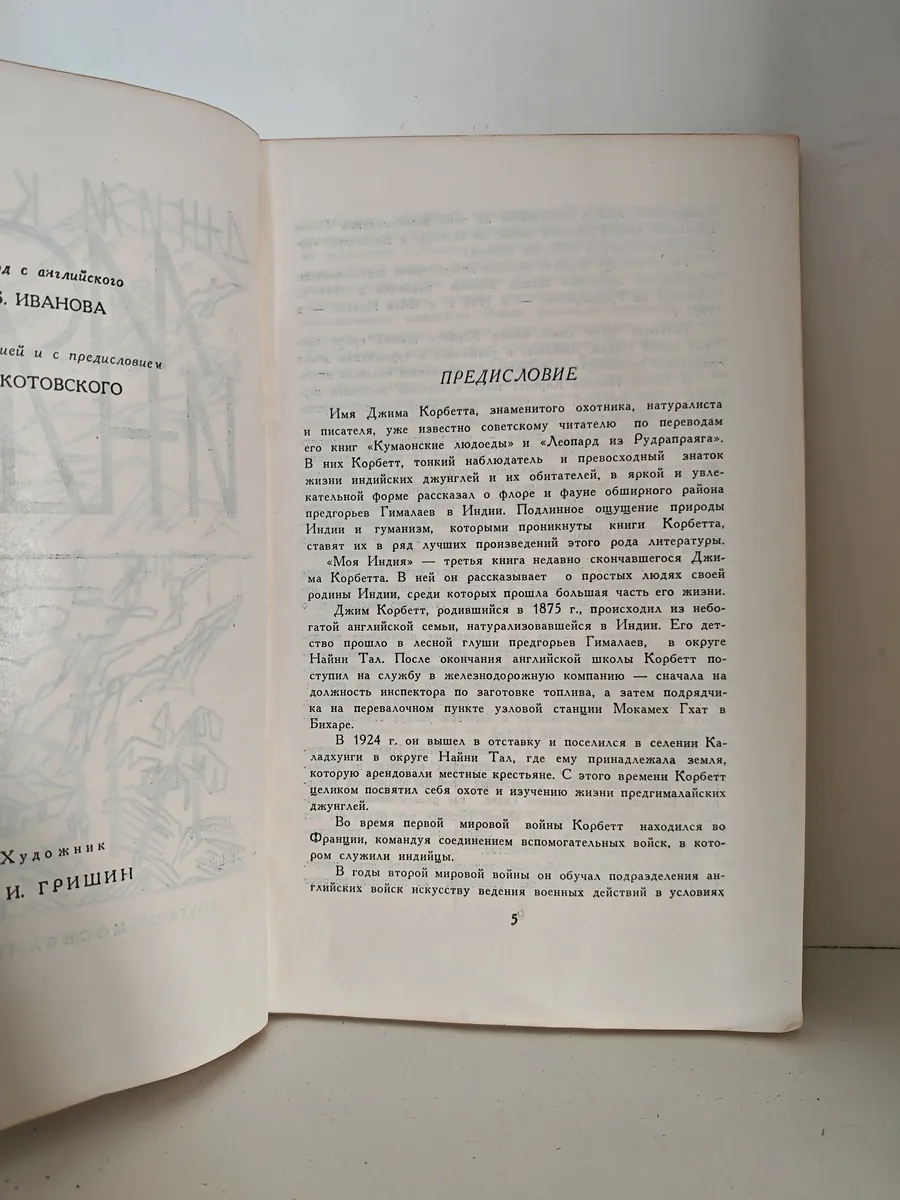 с английского
ИВАНОВА
и с предисловием
КОТОВСКОГО
Художник
И. ГРИШИН
ПРЕДИСЛОВИЕ
Имя Джима Корбетта, знаменитого охотника, натуралиста
и писателя, уже известно советскому читателю по переводам
его книг «Кумаонские людоеды» и «Леопард из Рудрапраяга».
В них Корбетт, тонкий наблюдатель и превосходный знаток
жизни индийских джунглей и их обитателей, в яркой и увле-
кательной форме рассказал о флоре и фауне обширного района
предгорьев Гималаев в Индии. Подлинное ощущение природы
Индии и гуманизм, которыми проникнуты книги Корбетта,
ставят их в ряд лучших произведений этого рода литературы.
«Моя Индия» — третья книга недавно скончавшегося Джи-
ма Корбетта. В ней он рассказывает о простых людях своей
родины Индии, среди которых прошла большая часть его жизни.
Джим Корбетт, родившийся в 1875 г., происходил из небо-
гатой английской семьи, натурализовавшейся в Индии. Его дет-
ство прошло в лесной глуши предгорьев Гималаев, в округе
Найни Тал. После окончания английской школы Корбетт по-
ступил на службу в железнодорожную компанию — сначала на
должность инспектора по заготовке топлива, а затем подрядчи-
ка на перевалочном пункте узловой станции Мокамех Гхат в
Бихаре.
В 1924 г. он вышел в отставку и поселился в селении Ка-
ладхунги в округе Найни Тал, где ему принадлежала земля,
которую арендовали местные крестьяне. С этого времени Корбетт
целиком посвятил себя охоте и изучению жизни предгималайских
джунглей.
Во время первой мировой войны Корбетт находился во
Франции, командуя соединением вспомогательных войск, в кото-
ром служили индийцы.
В годы второй мировой войны он обучал подразделения ан-
глийских войск искусству ведения военных действий в условиях
5